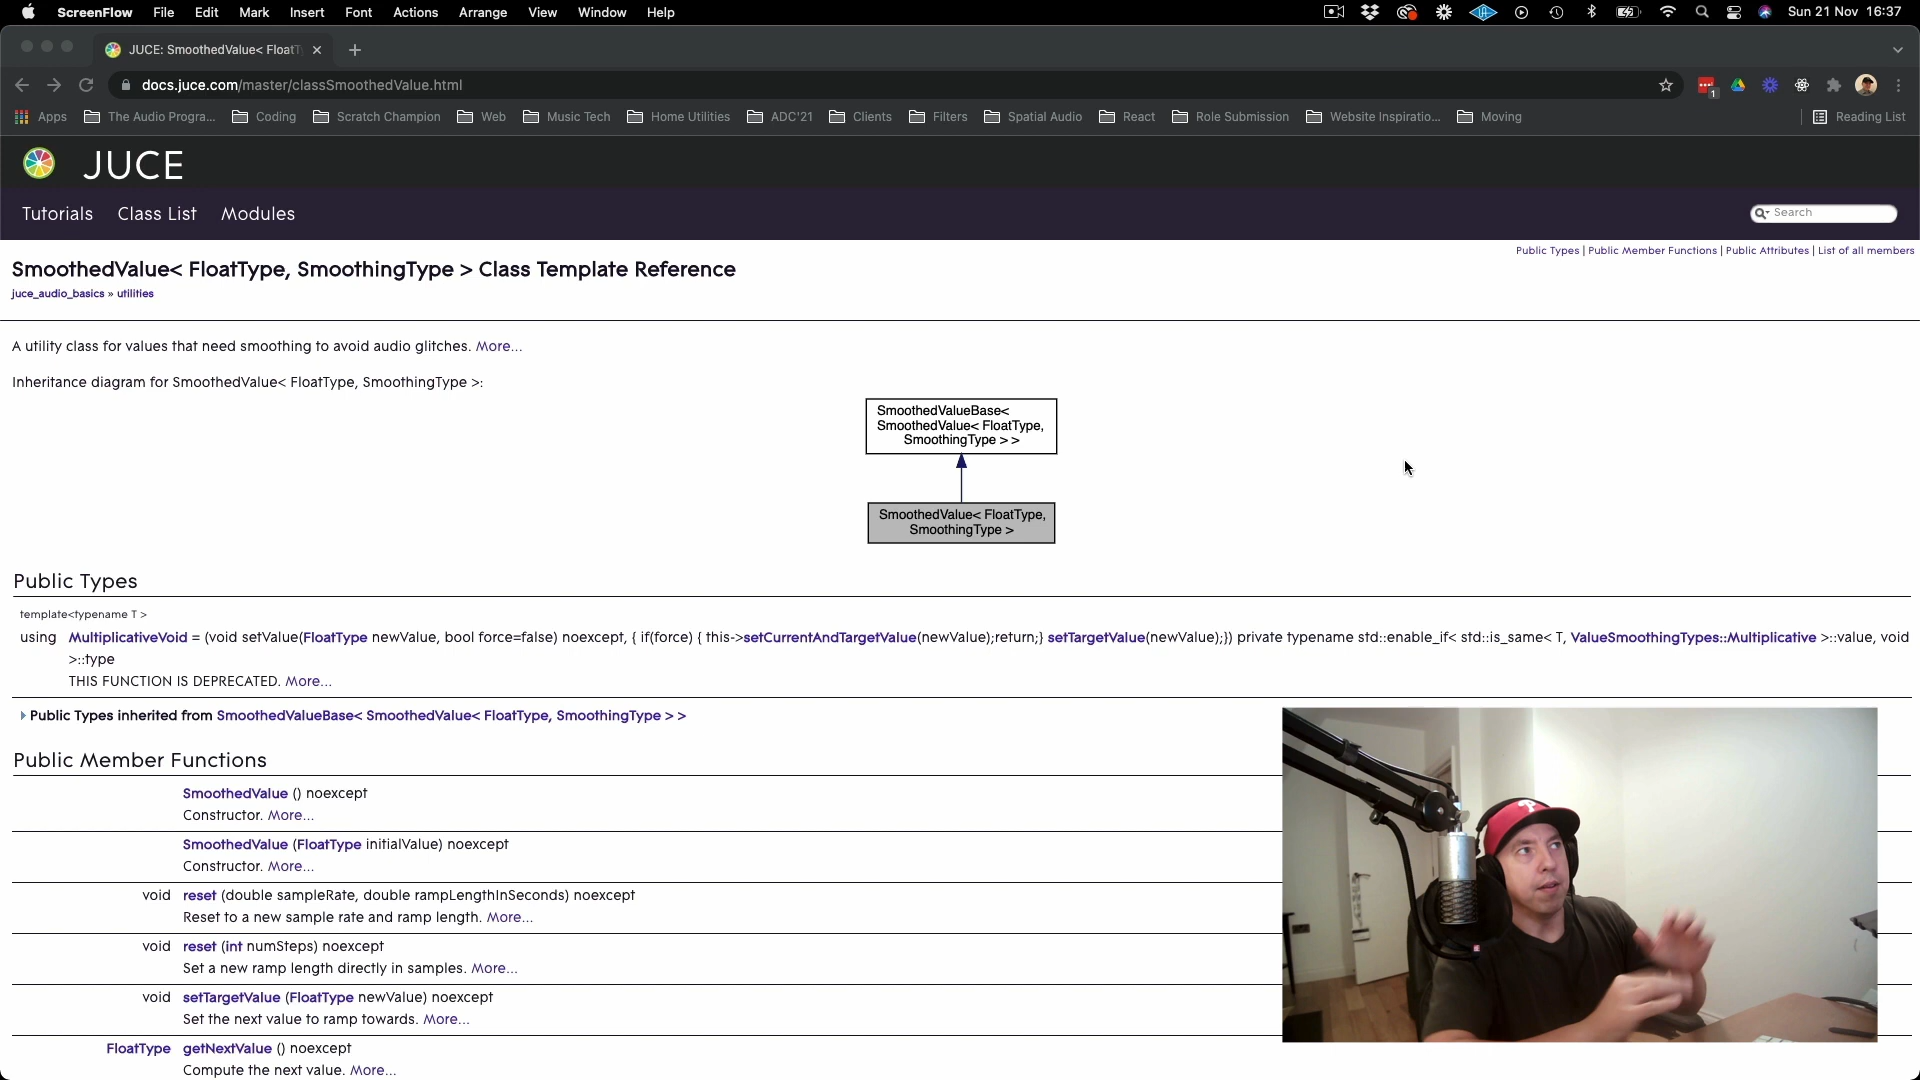 ScreenFlow File Edit Mark Insert Font Actions Arrange View Window Help Sun 21 Nov 16:37
JUCE: SmoothedValue< FloatT
docs.juce.com/master/classSmoothedValue.html
1
Apps The Audio Progra... Coding Scratch Champion Web Music Tech Home Utilities ADC'21 Clients Filters Spatial Audio React Role Submission Website Inspiratio... Moving Reading List
JUCE
Tutorials Class List Modules Search
Public Types | Public Member Functions | Public Attributes | List of all members
SmoothedValue< FloatType, SmoothingType > Class Template Reference
juce_audio_basics » utilities
A utility class for values that need smoothing to avoid audio glitches. More...
Inheritance diagram for SmoothedValue< FloatType, SmoothingType >:
SmoothedValueBase<
SmoothedValue< FloatType,
SmoothingType > >
SmoothedValue< FloatType,
SmoothingType >
Public Types
template<typename T >
using MultiplicativeVoid = (void setValue(FloatType newValue, bool force=false) noexcept, { if(force) { this->setCurrentAndTargetValue(newValue);return;} setTargetValue(newValue);}) private typename std::enable_if< std::is_same< T, ValueSmoothingTypes::Multiplicative >::value, void
>::type
THIS FUNCTION IS DEPRECATED. More...
Public Types inherited from SmoothedValueBase< SmoothedValue< FloatType, SmoothingType > >
Public Member Functions
SmoothedValue () noexcept
Constructor. More...
SmoothedValue (FloatType initialValue) noexcept
Constructor. More...
void reset (double sampleRate, double rampLengthInSeconds) noexcept
Reset to a new sample rate and ramp length. More...
void reset (int numSteps) noexcept
Set a new ramp length directly in samples. More...
void setTargetValue (FloatType newValue) noexcept
Set the next value to ramp towards. More...
FloatType getNextValue () noexcept
Compute the next value. More...
P